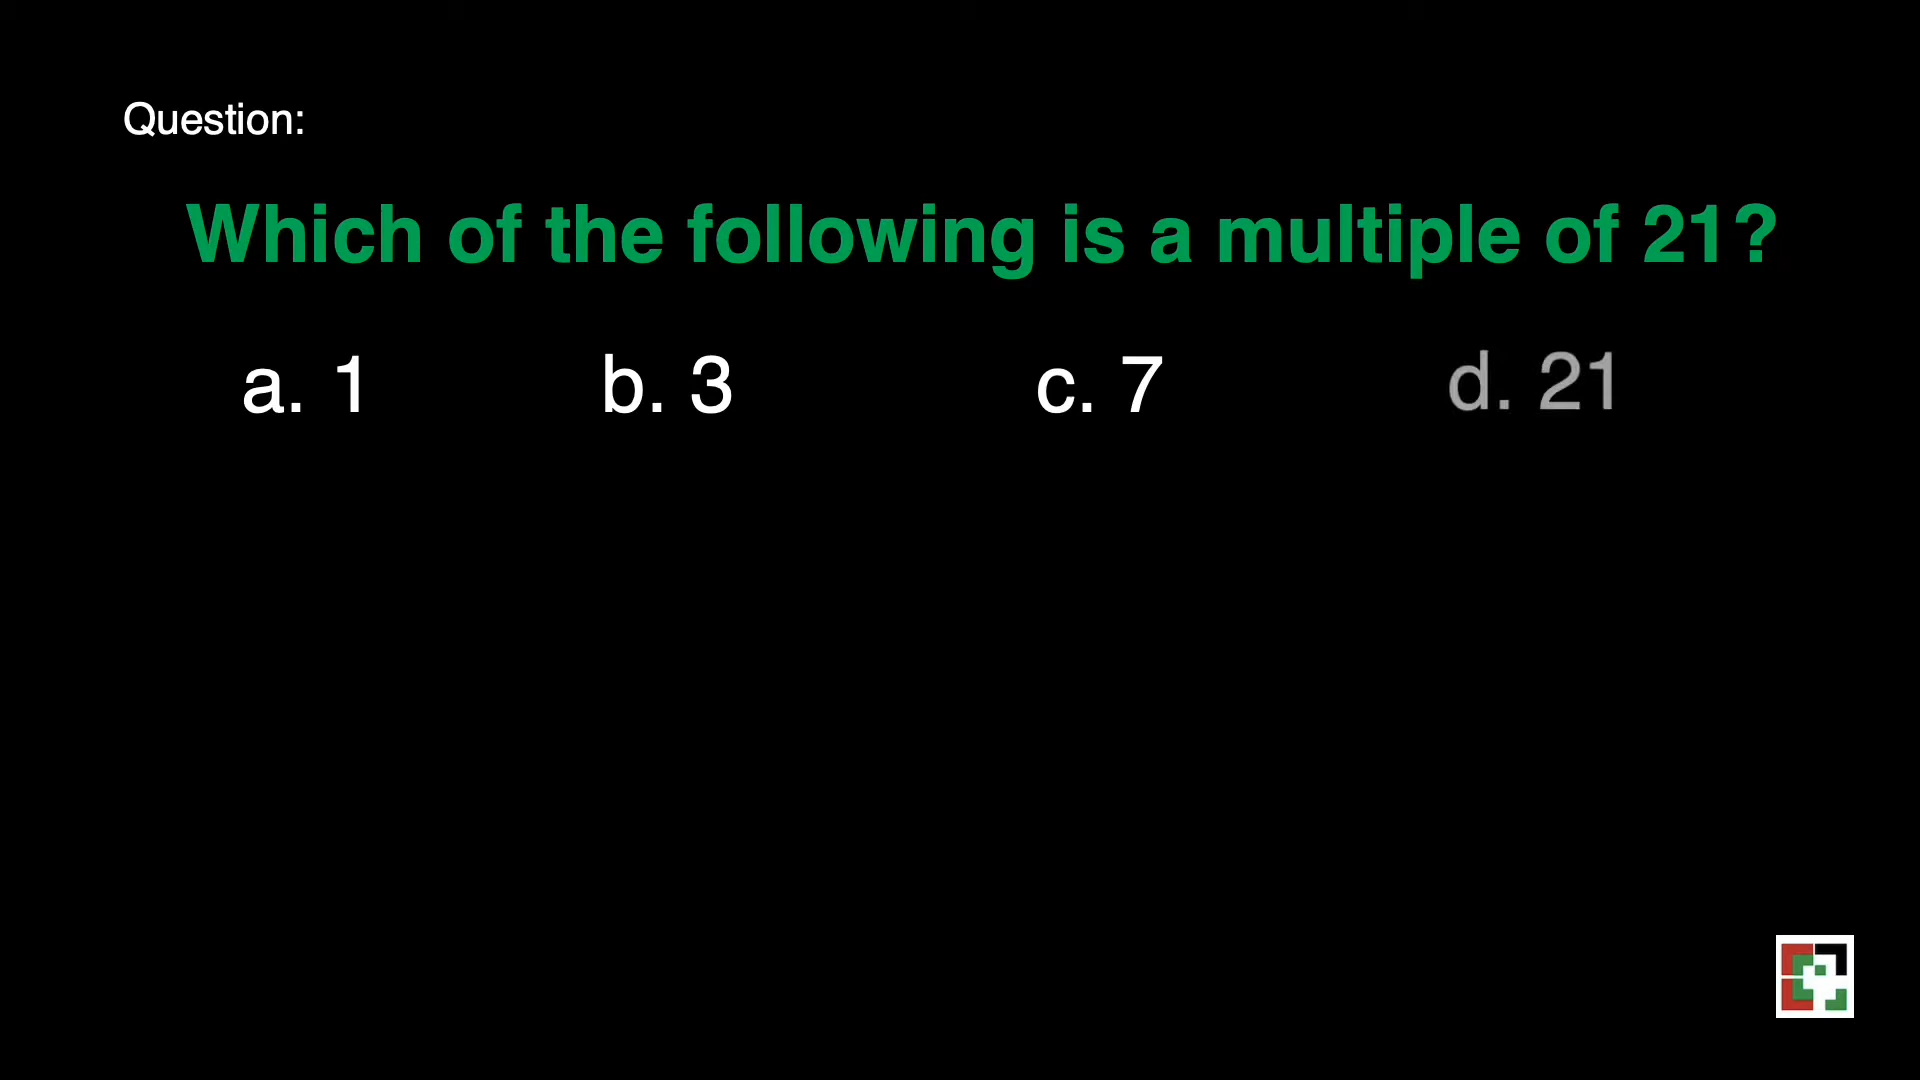 Question:
Which of the following is a multiple of 21?
a. 1 b. 3 c. 7 d. 21